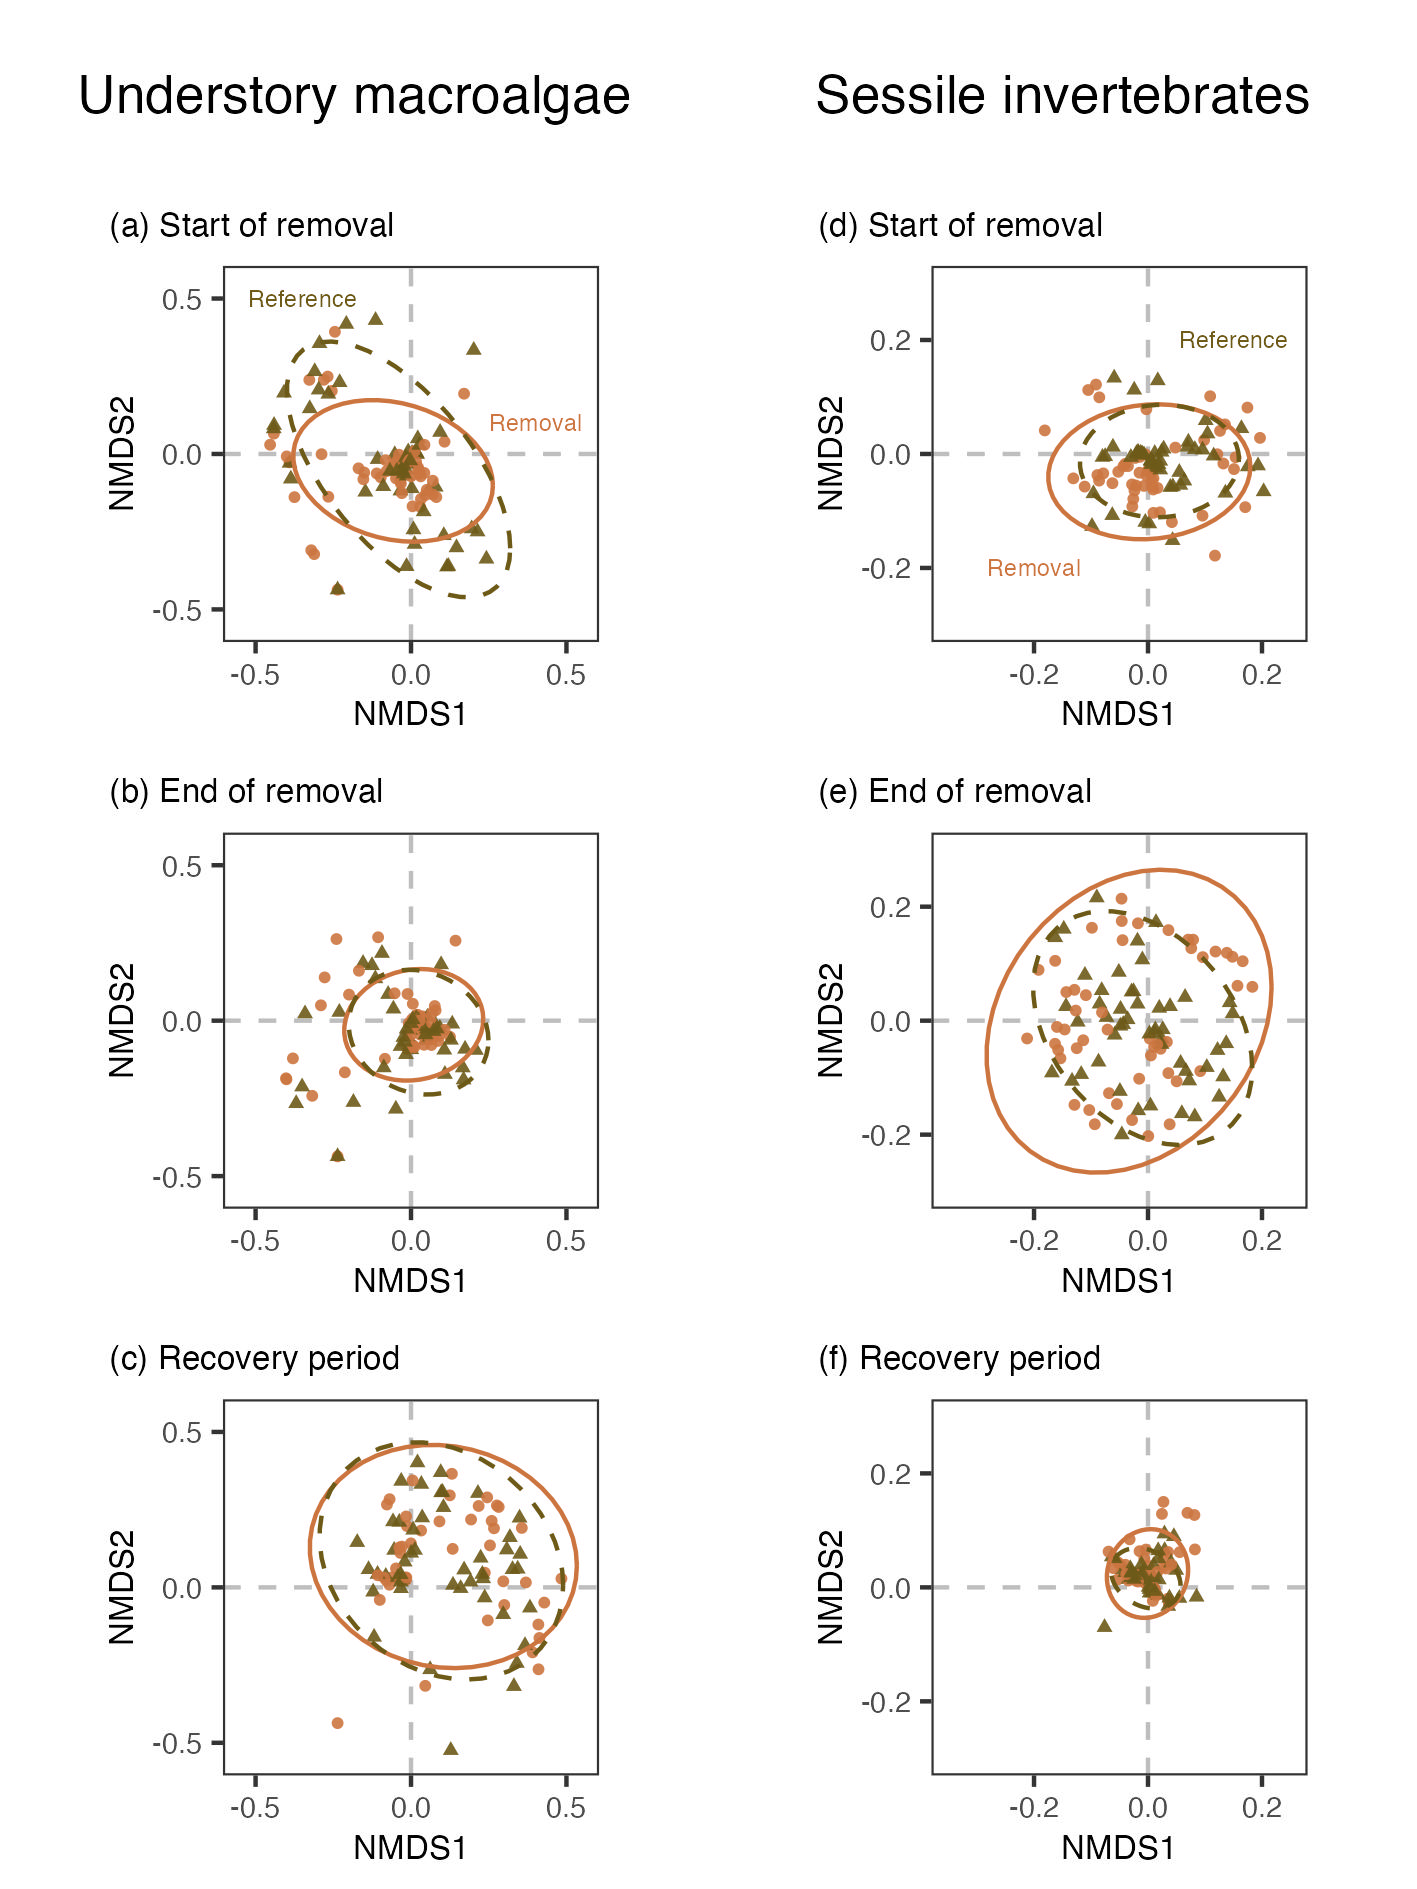 Understory macroalgae
Sessile invertebrates
(a) Start of removal
Reference
Removal
0.5
0.0
-0.5
NMDS2
-0.5 0.0 0.5
NMDS1
(d) Start of removal
Reference
Removal
0.2
0.0
-0.2
NMDS2
-0.2 0.0 0.2
NMDS1
(b) End of removal
0.5
0.0
-0.5
NMDS2
-0.5 0.0 0.5
NMDS1
(e) End of removal
0.2
0.0
-0.2
NMDS2
-0.2 0.0 0.2
NMDS1
(c) Recovery period
0.5
0.0
-0.5
NMDS2
-0.5 0.0 0.5
NMDS1
(f) Recovery period
0.2
0.0
-0.2
NMDS2
-0.2 0.0 0.2
NMDS1